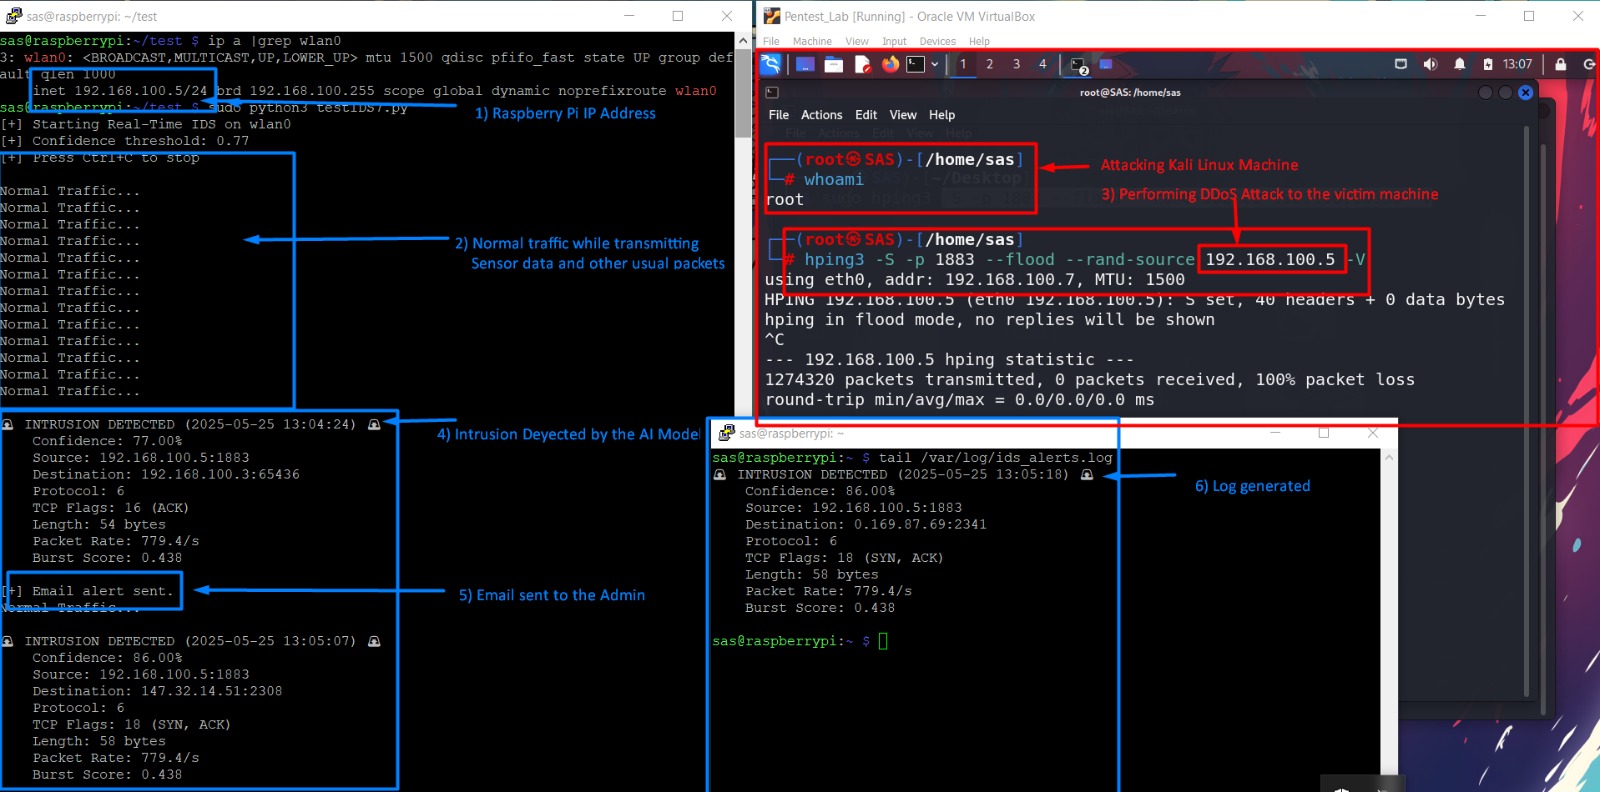 sas@raspberrypi: ~/test
sas@raspberrypi:~/test $ ip a |grep wlan0
3: wlan0: <BROADCAST,MULTICAST,UP,LOWER_UP> mtu 1500 qdisc pfifo_fast state UP group def
ault qlen 1000
inet 192.168.100.5/24 brd 192.168.100.255 scope global dynamic noprefixroute wlan0
sas@raspberrypi:~/test $ sudo python3 testIDS7.py
[+] Starting Real-Time IDS on wlan0
[+] Confidence threshold: 0.77
[+] Press Ctrl+C to stop
1) Raspberry Pi IP Address
Normal Traffic...
Normal Traffic...
Normal Traffic...
Normal Traffic...
Normal Traffic...
Normal Traffic...
Normal Traffic...
Normal Traffic...
Normal Traffic...
Normal Traffic...
Normal Traffic...
Normal Traffic...
Normal Traffic...
2) Normal traffic while transmitting
Sensor data and other usual packets
INTRUSION DETECTED (2025-05-25 13:04:24)
Confidence: 77.00%
Source: 192.168.100.5:1883
Destination: 192.168.100.3:65436
Protocol: 6
TCP Flags: 16 (ACK)
Length: 54 bytes
Packet Rate: 779.4/s
Burst Score: 0.438
4) Intrusion Deyected by the AI Model
[+] Email alert sent.
Normal Traffic...
5) Email sent to the Admin
INTRUSION DETECTED (2025-05-25 13:05:07)
Confidence: 86.00%
Source: 192.168.100.5:1883
Destination: 147.32.14.51:2308
Protocol: 6
TCP Flags: 18 (SYN, ACK)
Length: 58 bytes
Packet Rate: 779.4/s
Burst Score: 0.438
Pentest_Lab [Running] - Oracle VM VirtualBox
File Machine View Input Devices Help
1 2 3 4 2 13:07
root@SAS: /home/sas
File Actions Edit View Help
(root㉿SAS)-[/home/sas]
# whoami
root
Attacking Kali Linux Machine
3) Performing DDoS Attack to the victim machine
(root㉿SAS)-[/home/sas]
# hping3 -S -p 1883 --flood --rand-source 192.168.100.5 -V
using eth0, addr: 192.168.100.7, MTU: 1500
HPING 192.168.100.5 (eth0 192.168.100.5): S set, 40 headers + 0 data bytes
hping in flood mode, no replies will be shown
^C
--- 192.168.100.5 hping statistic ---
1274320 packets transmitted, 0 packets received, 100% packet loss
round-trip min/avg/max = 0.0/0.0/0.0 ms
sas@raspberrypi: ~
sas@raspberrypi:~ $ tail /var/log/ids_alerts.log
INTRUSION DETECTED (2025-05-25 13:05:18)
Confidence: 86.00%
Source: 192.168.100.5:1883
Destination: 0.169.87.69:2341
Protocol: 6
TCP Flags: 18 (SYN, ACK)
Length: 58 bytes
Packet Rate: 779.4/s
Burst Score: 0.438
sas@raspberrypi:~ $
6) Log generated